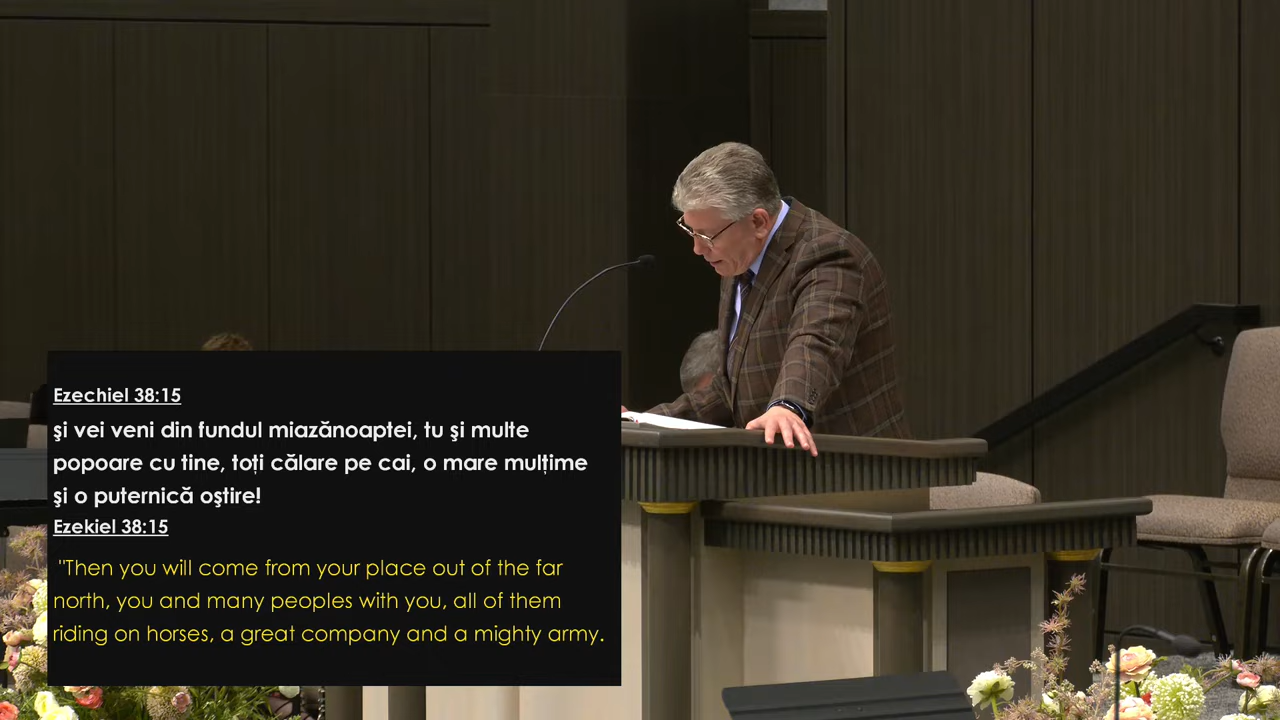 Ezechiel 38:15
şi vei veni din fundul miazănoaptei, tu şi multe
popoare cu tine, toţi călare pe cai, o mare mulţime
şi o puternică oştire!
Ezekiel 38:15
"Then you will come from your place out of the far
north, you and many peoples with you, all of them
riding on horses, a great company and a mighty army.